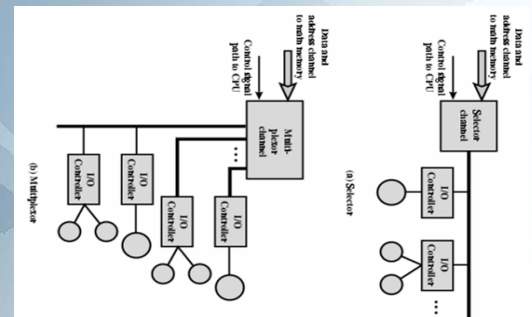 Data and
address channel
to main memory
Control signal
path to CPU
Selector
channel
I/O
Controller
I/O
Controller
...
(a) Selector
Data and
address channel
to main memory
Control signal
path to CPU
Multi-
plexor
channel
I/O
Controller
I/O
Controller
...
I/O
Controller
I/O
Controller
(b) Multiplexor